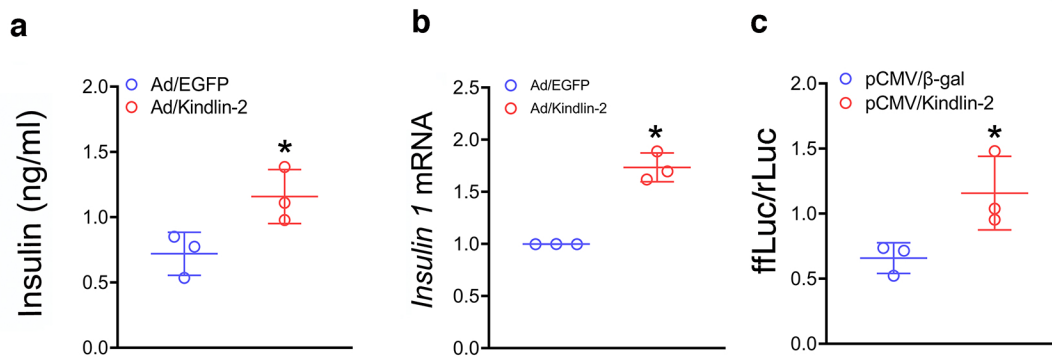 a
Insulin (ng/ml)
2.0
1.5
1.0
0.5
0.0
Ad/EGFP
Ad/Kindlin-2
*
b
Insulin 1 mRNA
2.5
2.0
1.5
1.0
0.5
0.0
Ad/EGFP
Ad/Kindlin-2
*
c
ffLuc/rLuc
2.0
1.5
1.0
0.5
0.0
pCMV/β-gal
pCMV/Kindlin-2
*